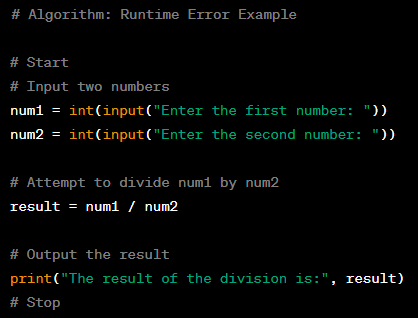 # Algorithm: Runtime Error Example
# Start
# Input two numbers
num1 = int(input("Enter the first number: "))
num2 = int(input("Enter the second number: "))
# Attempt to divide num1 by num2
result = num1 / num2
# Output the result
print("The result of the division is:", result)
# Stop